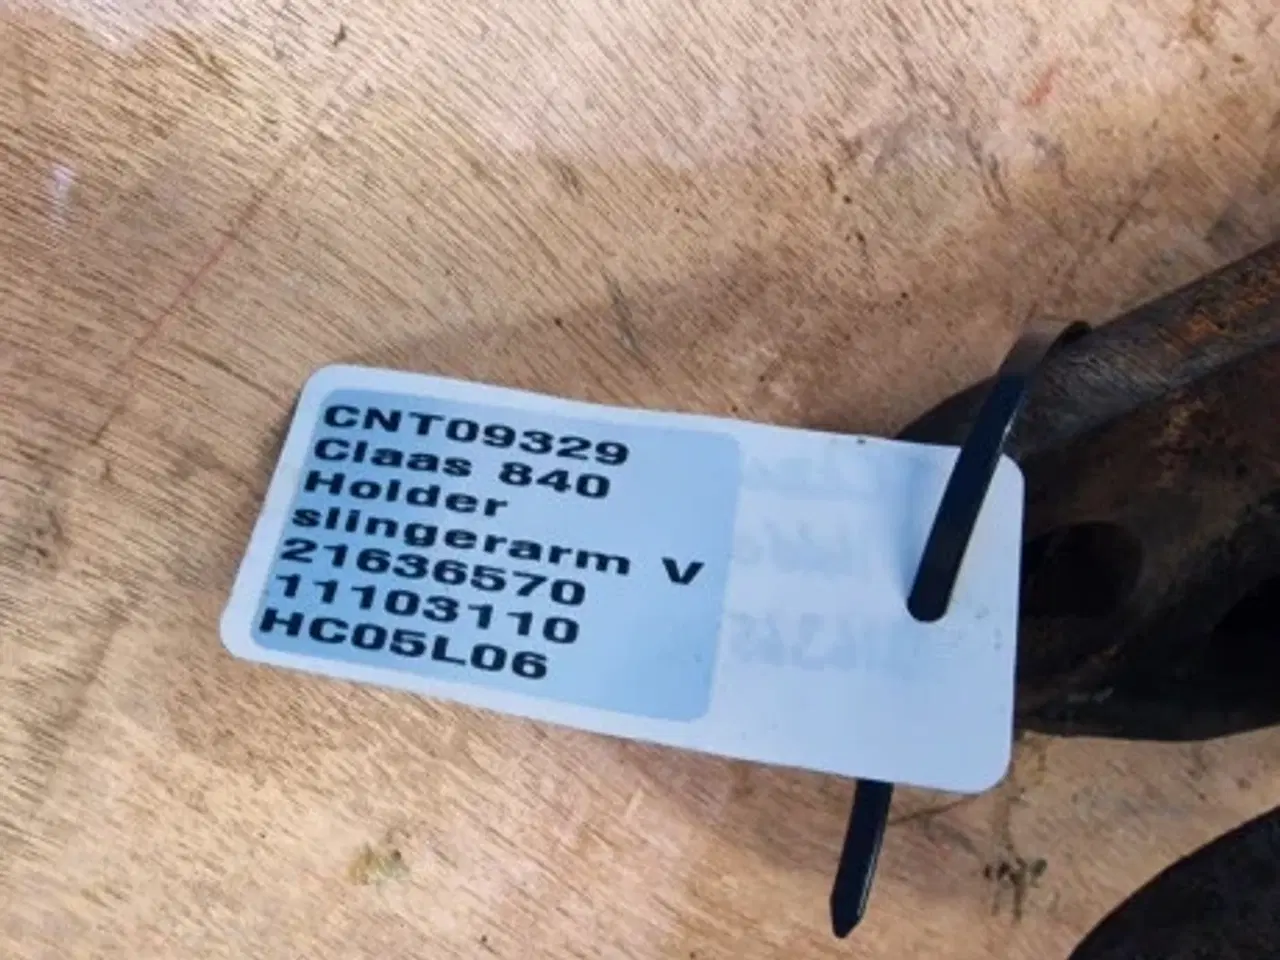 CNT09329
Claas 840
Holder
slingerarm V
21636570
11103110
HC05L06